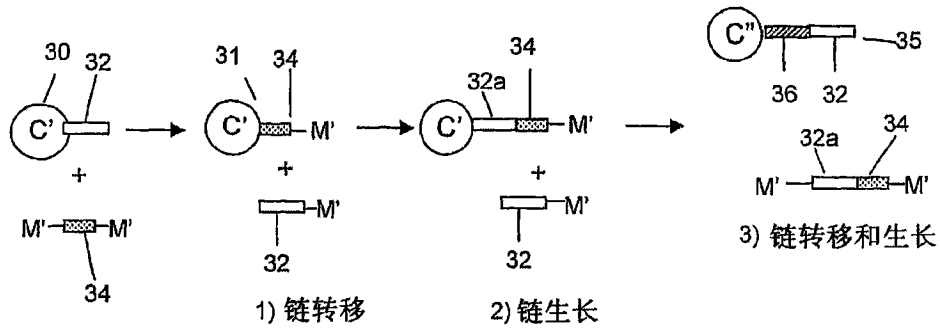 30 32 31 34 34 35
32a
36 32
C' C' M' C' M' C"
+ + +
32a 34
M' M' M' M' M' M'
34 32 32
1) 链转移 2) 链生长 3) 链转移和生长